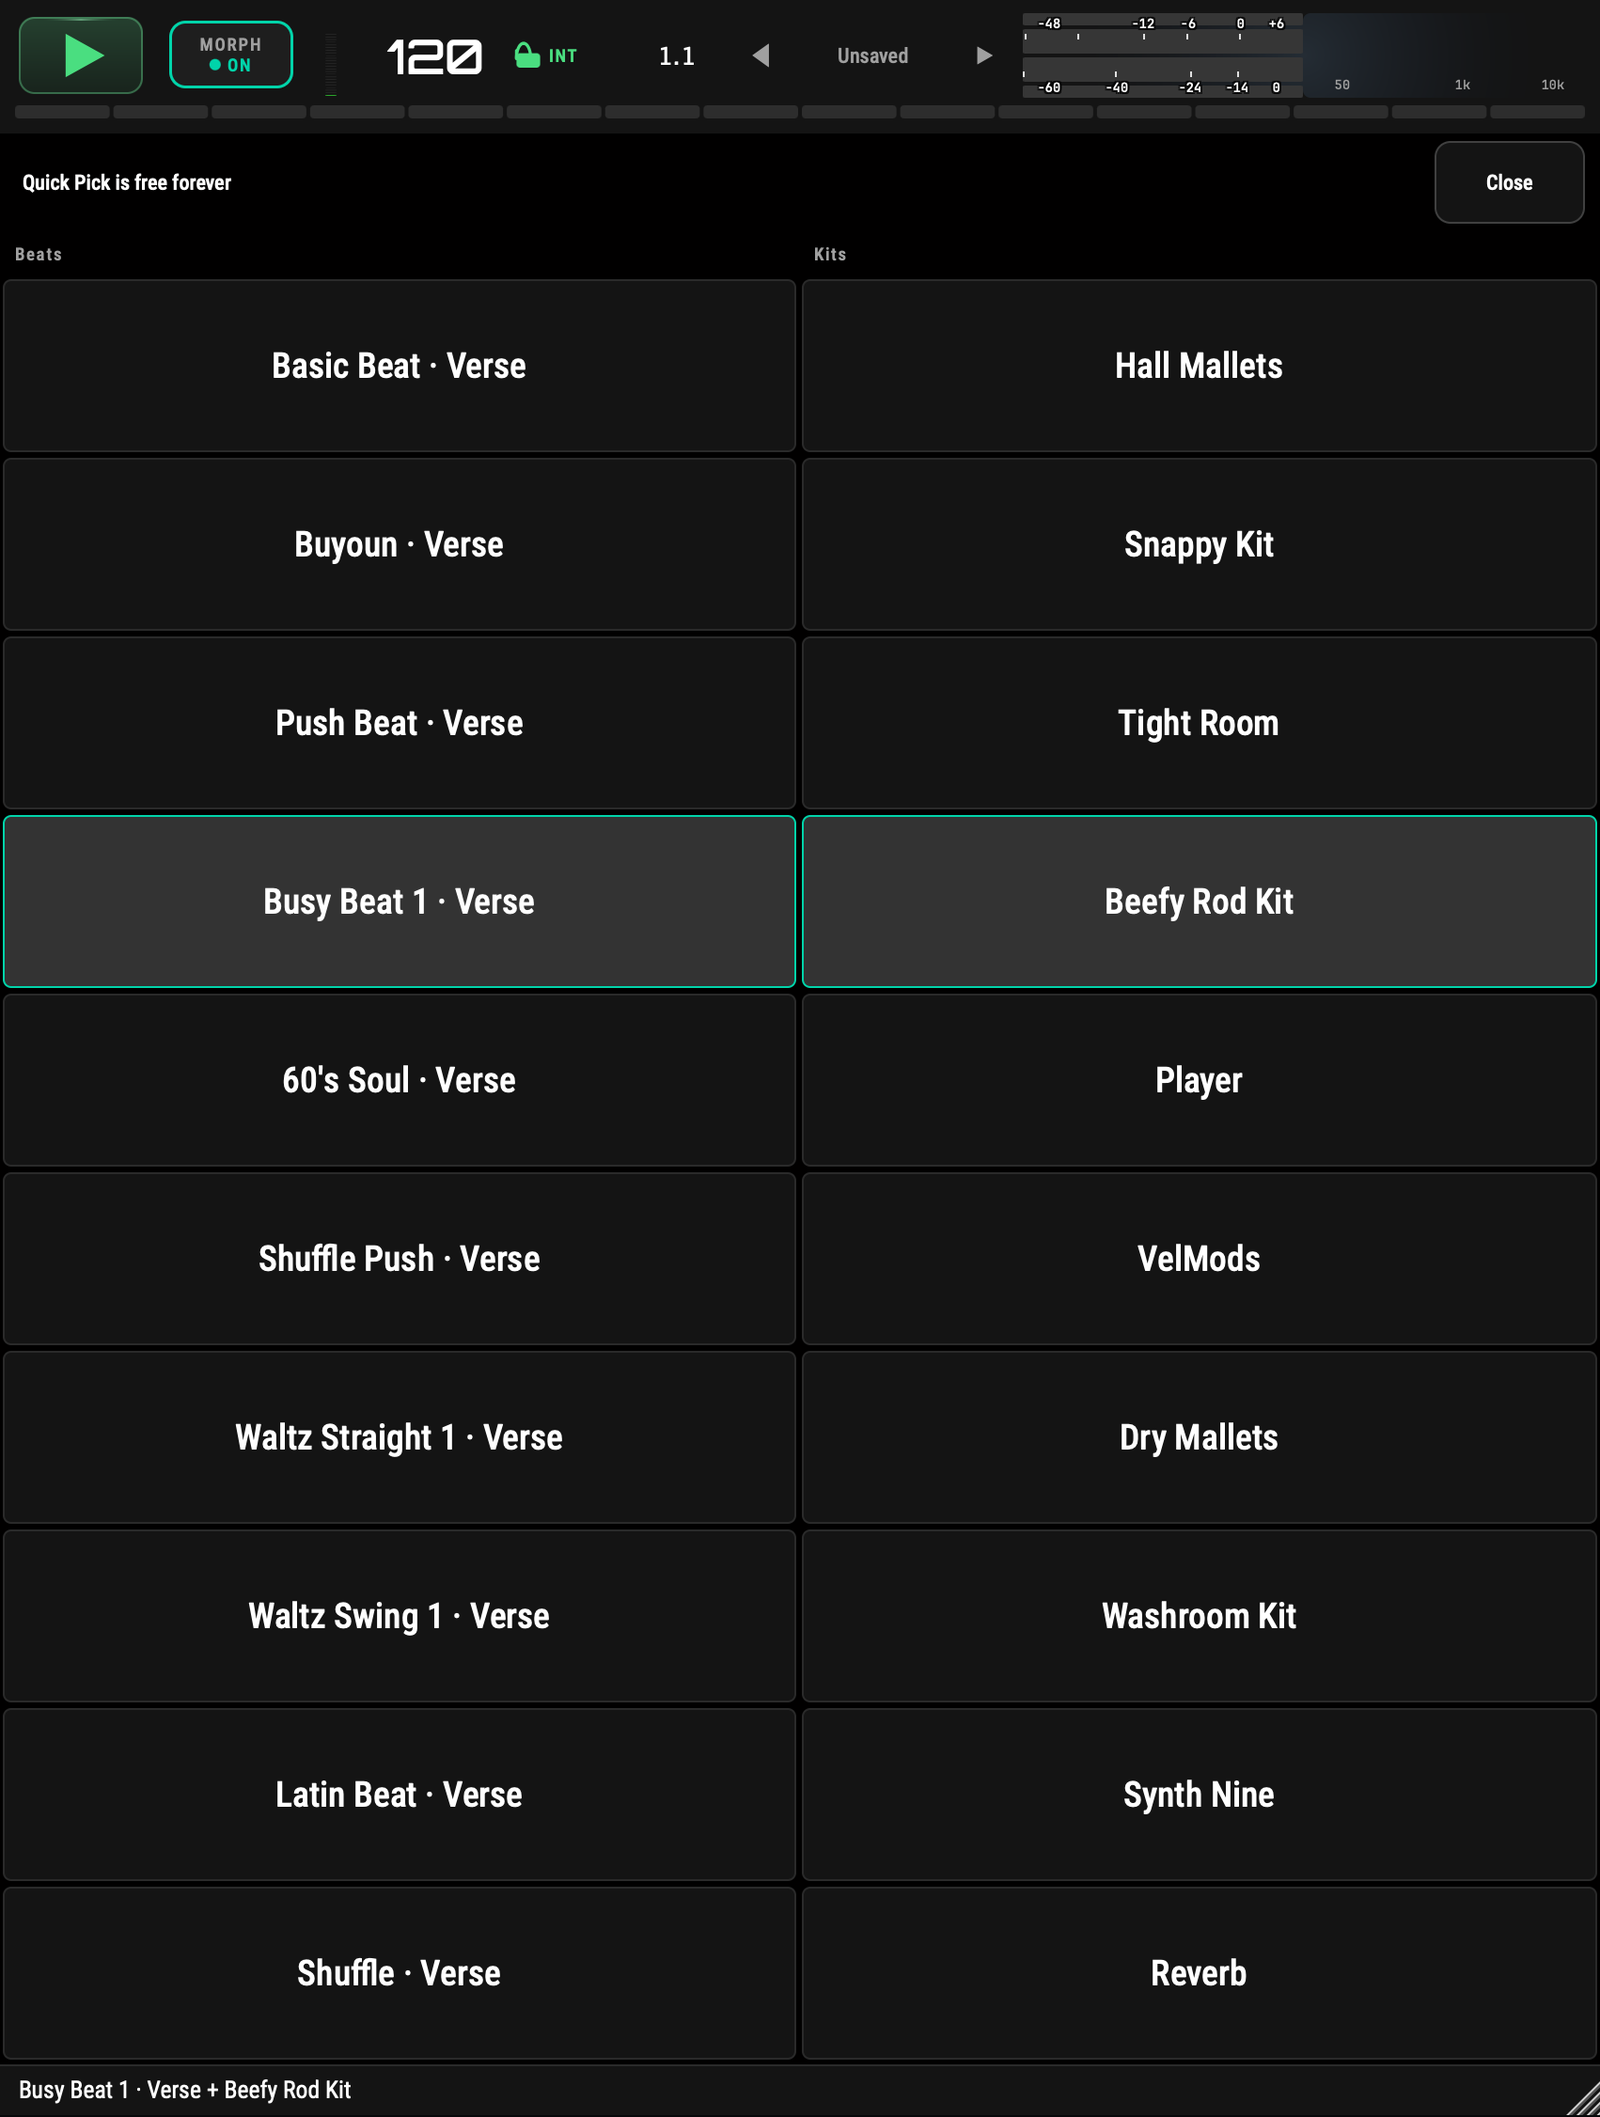 MORPH
ON
120
INT
1.1
Unsaved
-48 -12 -6 0 +6
-60 -40 -24 -14 0
50 1k 10k
Quick Pick is free forever
Close
Beats
Kits
Basic Beat · Verse
Hall Mallets
Buyoun · Verse
Snappy Kit
Push Beat · Verse
Tight Room
Busy Beat 1 · Verse
Beefy Rod Kit
60's Soul · Verse
Player
Shuffle Push · Verse
VelMods
Waltz Straight 1 · Verse
Dry Mallets
Waltz Swing 1 · Verse
Washroom Kit
Latin Beat · Verse
Synth Nine
Shuffle · Verse
Reverb
Busy Beat 1 · Verse + Beefy Rod Kit